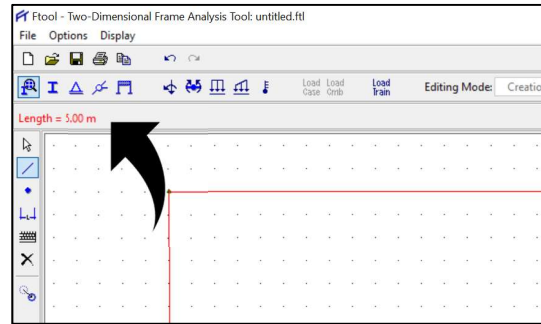 Ftool - Two-Dimensional Frame Analysis Tool: untitled.ftl
File Options Display
Load Case Load Cmb Load Train Editing Mode: Creatio
Length = 5.00 m